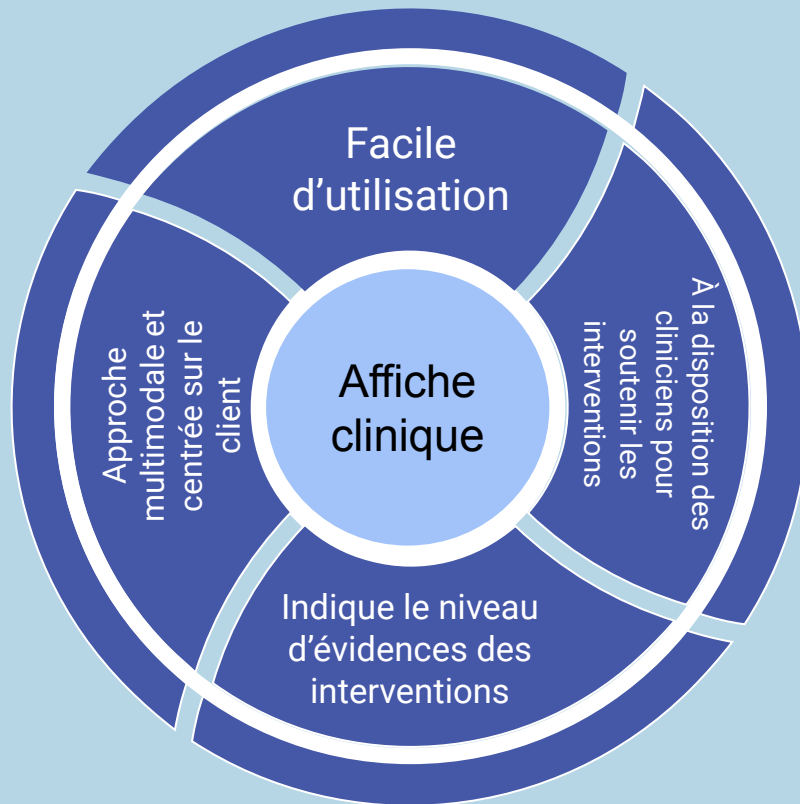 Facile
d’utilisation
À la disposition des
cliniciens pour
soutenir les
interventions
Indique le niveau
d’évidences des
interventions
Approche
multimodale et
centrée sur le
client
Affiche
clinique